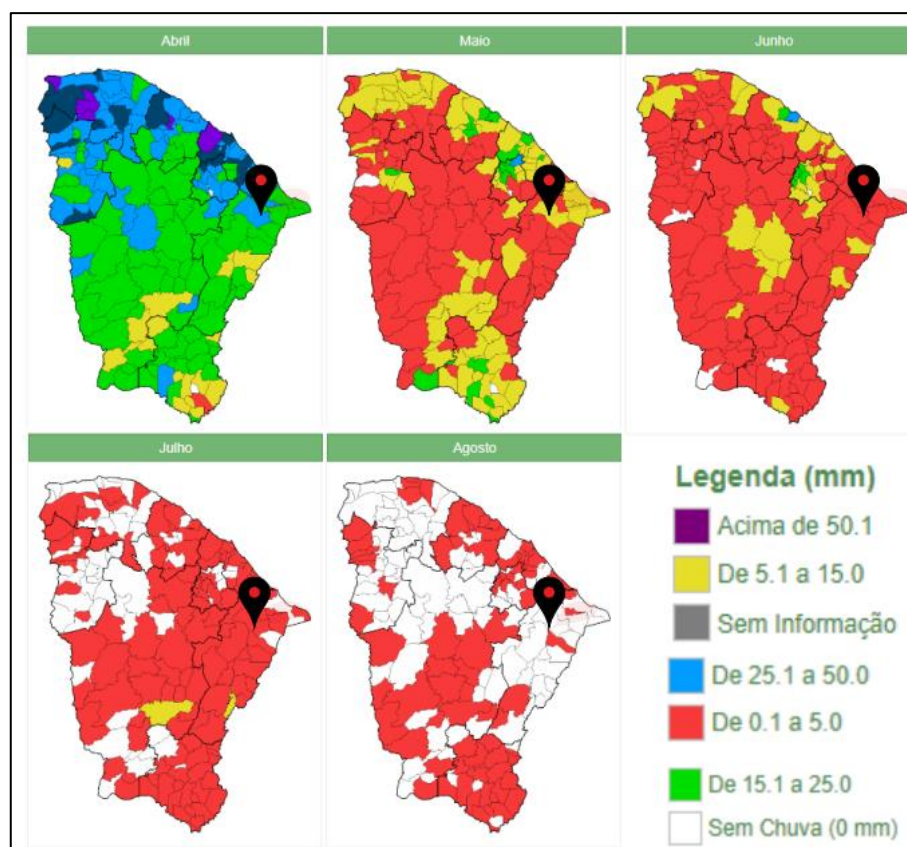 Abril
Maio
Junho
Julho
Agosto
Legenda (mm)
Acima de 50.1
De 5.1 a 15.0
Sem Informação
De 25.1 a 50.0
De 0.1 a 5.0
De 15.1 a 25.0
Sem Chuva (0 mm)